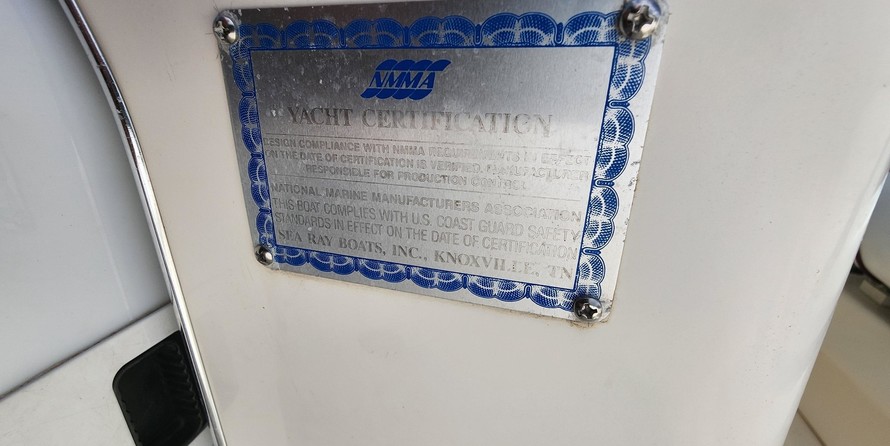 NMMA
YACHT CERTIFICATION
DESIGN COMPLIANCE WITH NMMA REQUIREMENTS IN EFFECT
ON THE DATE OF CERTIFICATION IS VERIFIED. MANUFACTURER
RESPONSIBLE FOR PRODUCTION CONTROL.
NATIONAL MARINE MANUFACTURERS ASSOCIATION
THIS BOAT COMPLIES WITH U.S. COAST GUARD SAFETY
STANDARDS IN EFFECT ON THE DATE OF CERTIFICATION
SEA RAY BOATS, INC., KNOXVILLE, TN